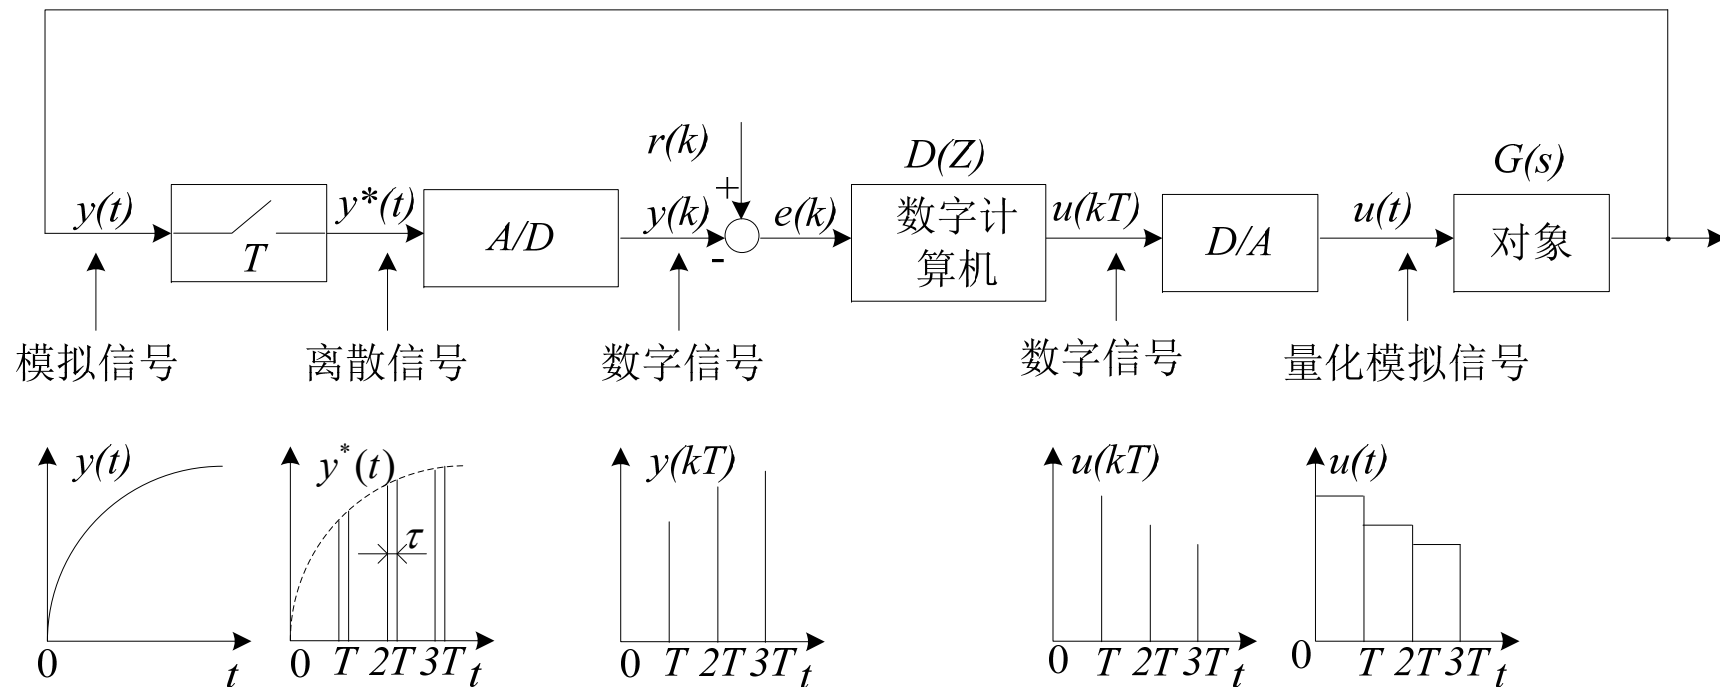 r(k)
D(Z)
G(s)
y(t)
T
y*(t)
A/D
y(k)
+
-
e(k)
数字计
算机
u(kT)
D/A
u(t)
对象
模拟信号
离散信号
数字信号
数字信号
量化模拟信号
y(t)
0
t
y*(t)
τ
0 T 2T 3T t
y(kT)
0 T 2T 3T t
u(kT)
0 T 2T 3T t
u(t)
0 T 2T 3T t